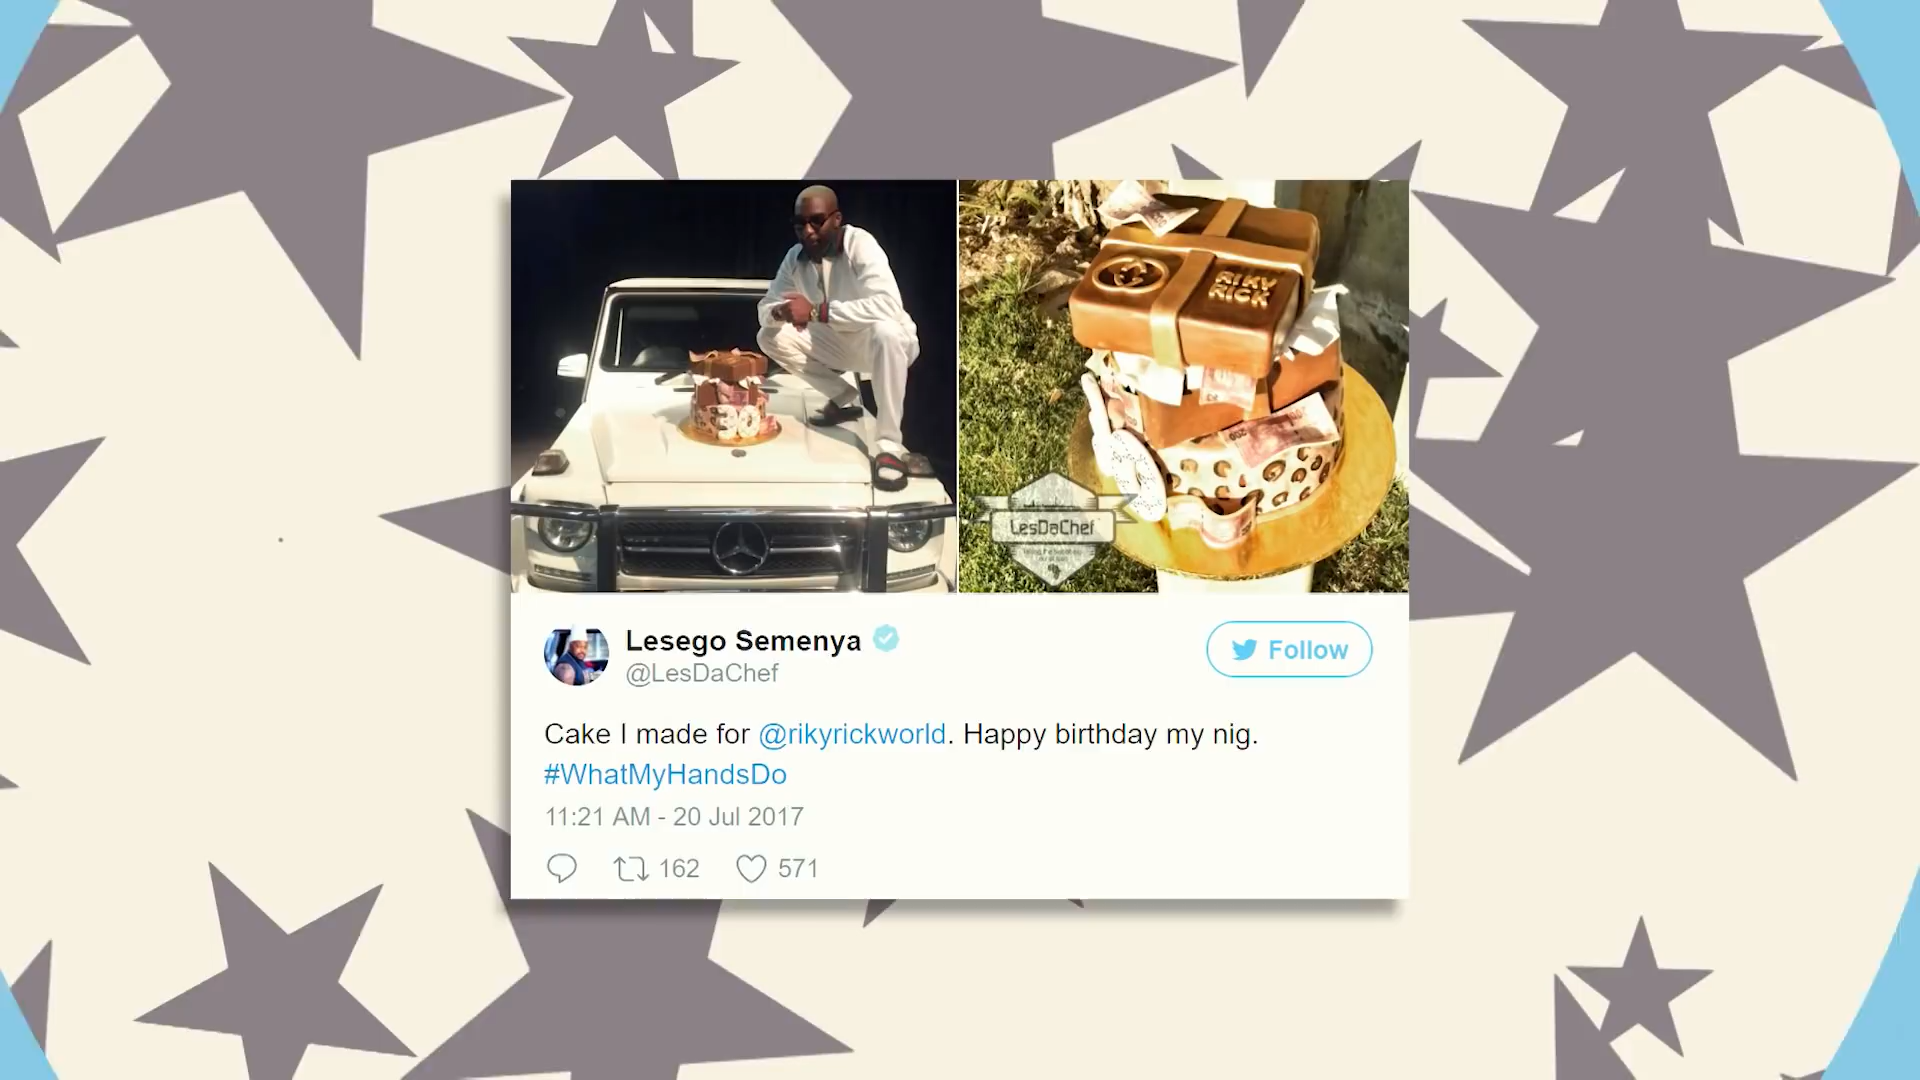 RIKY
RICK
30
200
LesDaChef
Lesego Semenya
@LesDaChef
Follow
Cake I made for @rikyrickworld. Happy birthday my nig.
#WhatMyHandsDo
11:21 AM - 20 Jul 2017
162
571